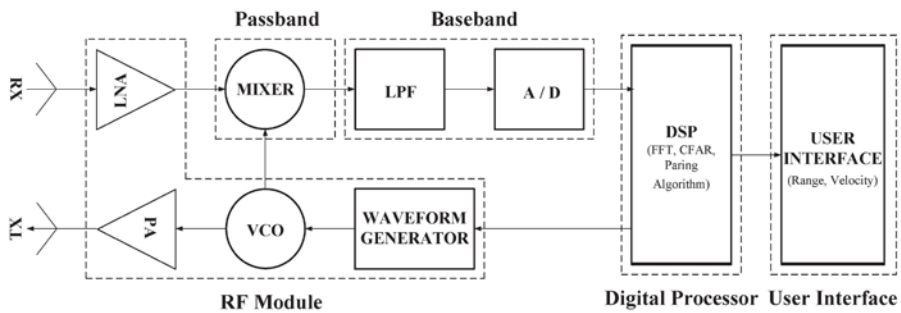 Passband
Baseband
RX
LNA
MIXER
LPF
A / D
DSP
(FFT, CFAR,
Paring
Algorithm)
USER
INTERFACE
(Range, Velocity)
TX
PA
VCO
WAVEFORM
GENERATOR
RF Module
Digital Processor
User Interface